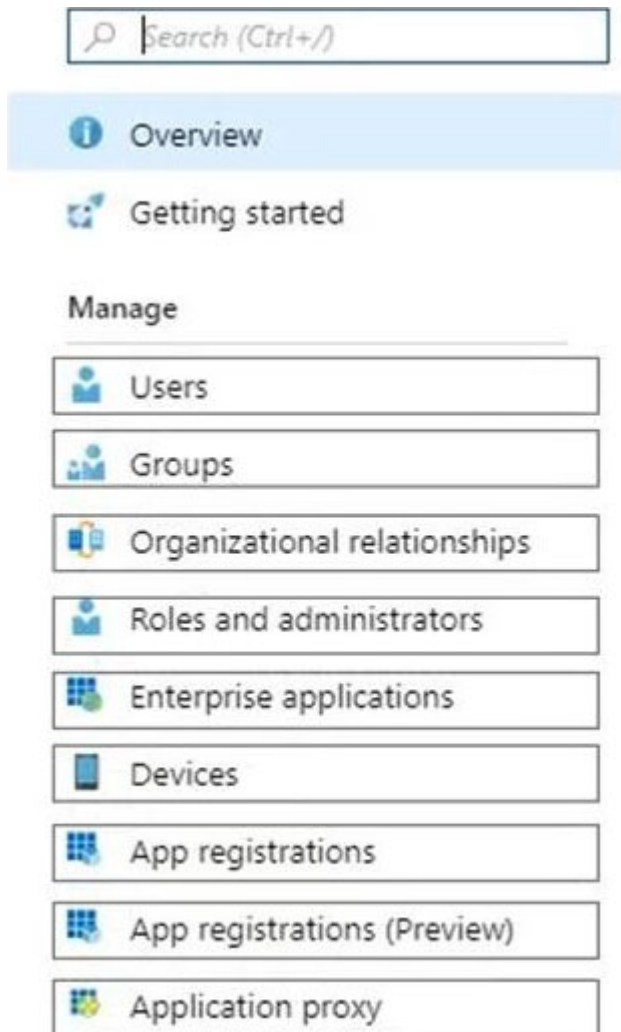 Search (Ctrl+/)
Overview
Getting started
Manage
Users
Groups
Organizational relationships
Roles and administrators
Enterprise applications
Devices
App registrations
App registrations (Preview)
Application proxy